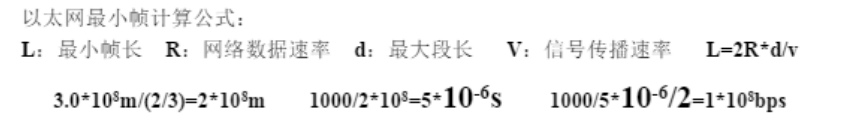 以太网最小帧计算公式：
L：最小帧长 R：网络数据速率 d：最大段长 V：信号传播速率 L=2R*d/v
3.0*10⁸m/(2/3)=2*10⁸m 1000/2*10⁸=5*10⁻⁶s 1000/5*10⁻⁶/2=1*10⁸bps